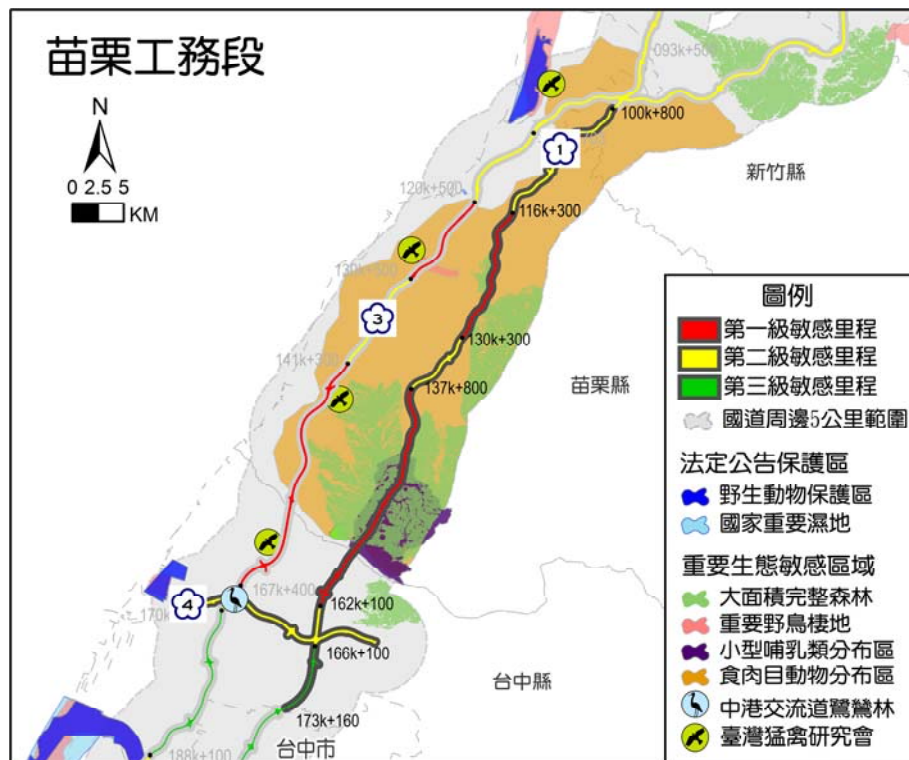 苗栗工務段
N
0 2.5 5
KM
093k+500
100k+800
1
新竹縣
120k+500
116k+300
130k+500
3
130k+300
141k+300
137k+800
苗栗縣
167k+400
4
162k+100
166k+100
台中縣
173k+160
188k+100
台中市
圖例
第一級敏感里程
第二級敏感里程
第三級敏感里程
國道周邊5公里範圍
法定公告保護區
野生動物保護區
國家重要濕地
重要生態敏感區域
大面積完整森林
重要野鳥棲地
小型哺乳類分布區
食肉目動物分布區
中港交流道鷺鷥林
臺灣猛禽研究會